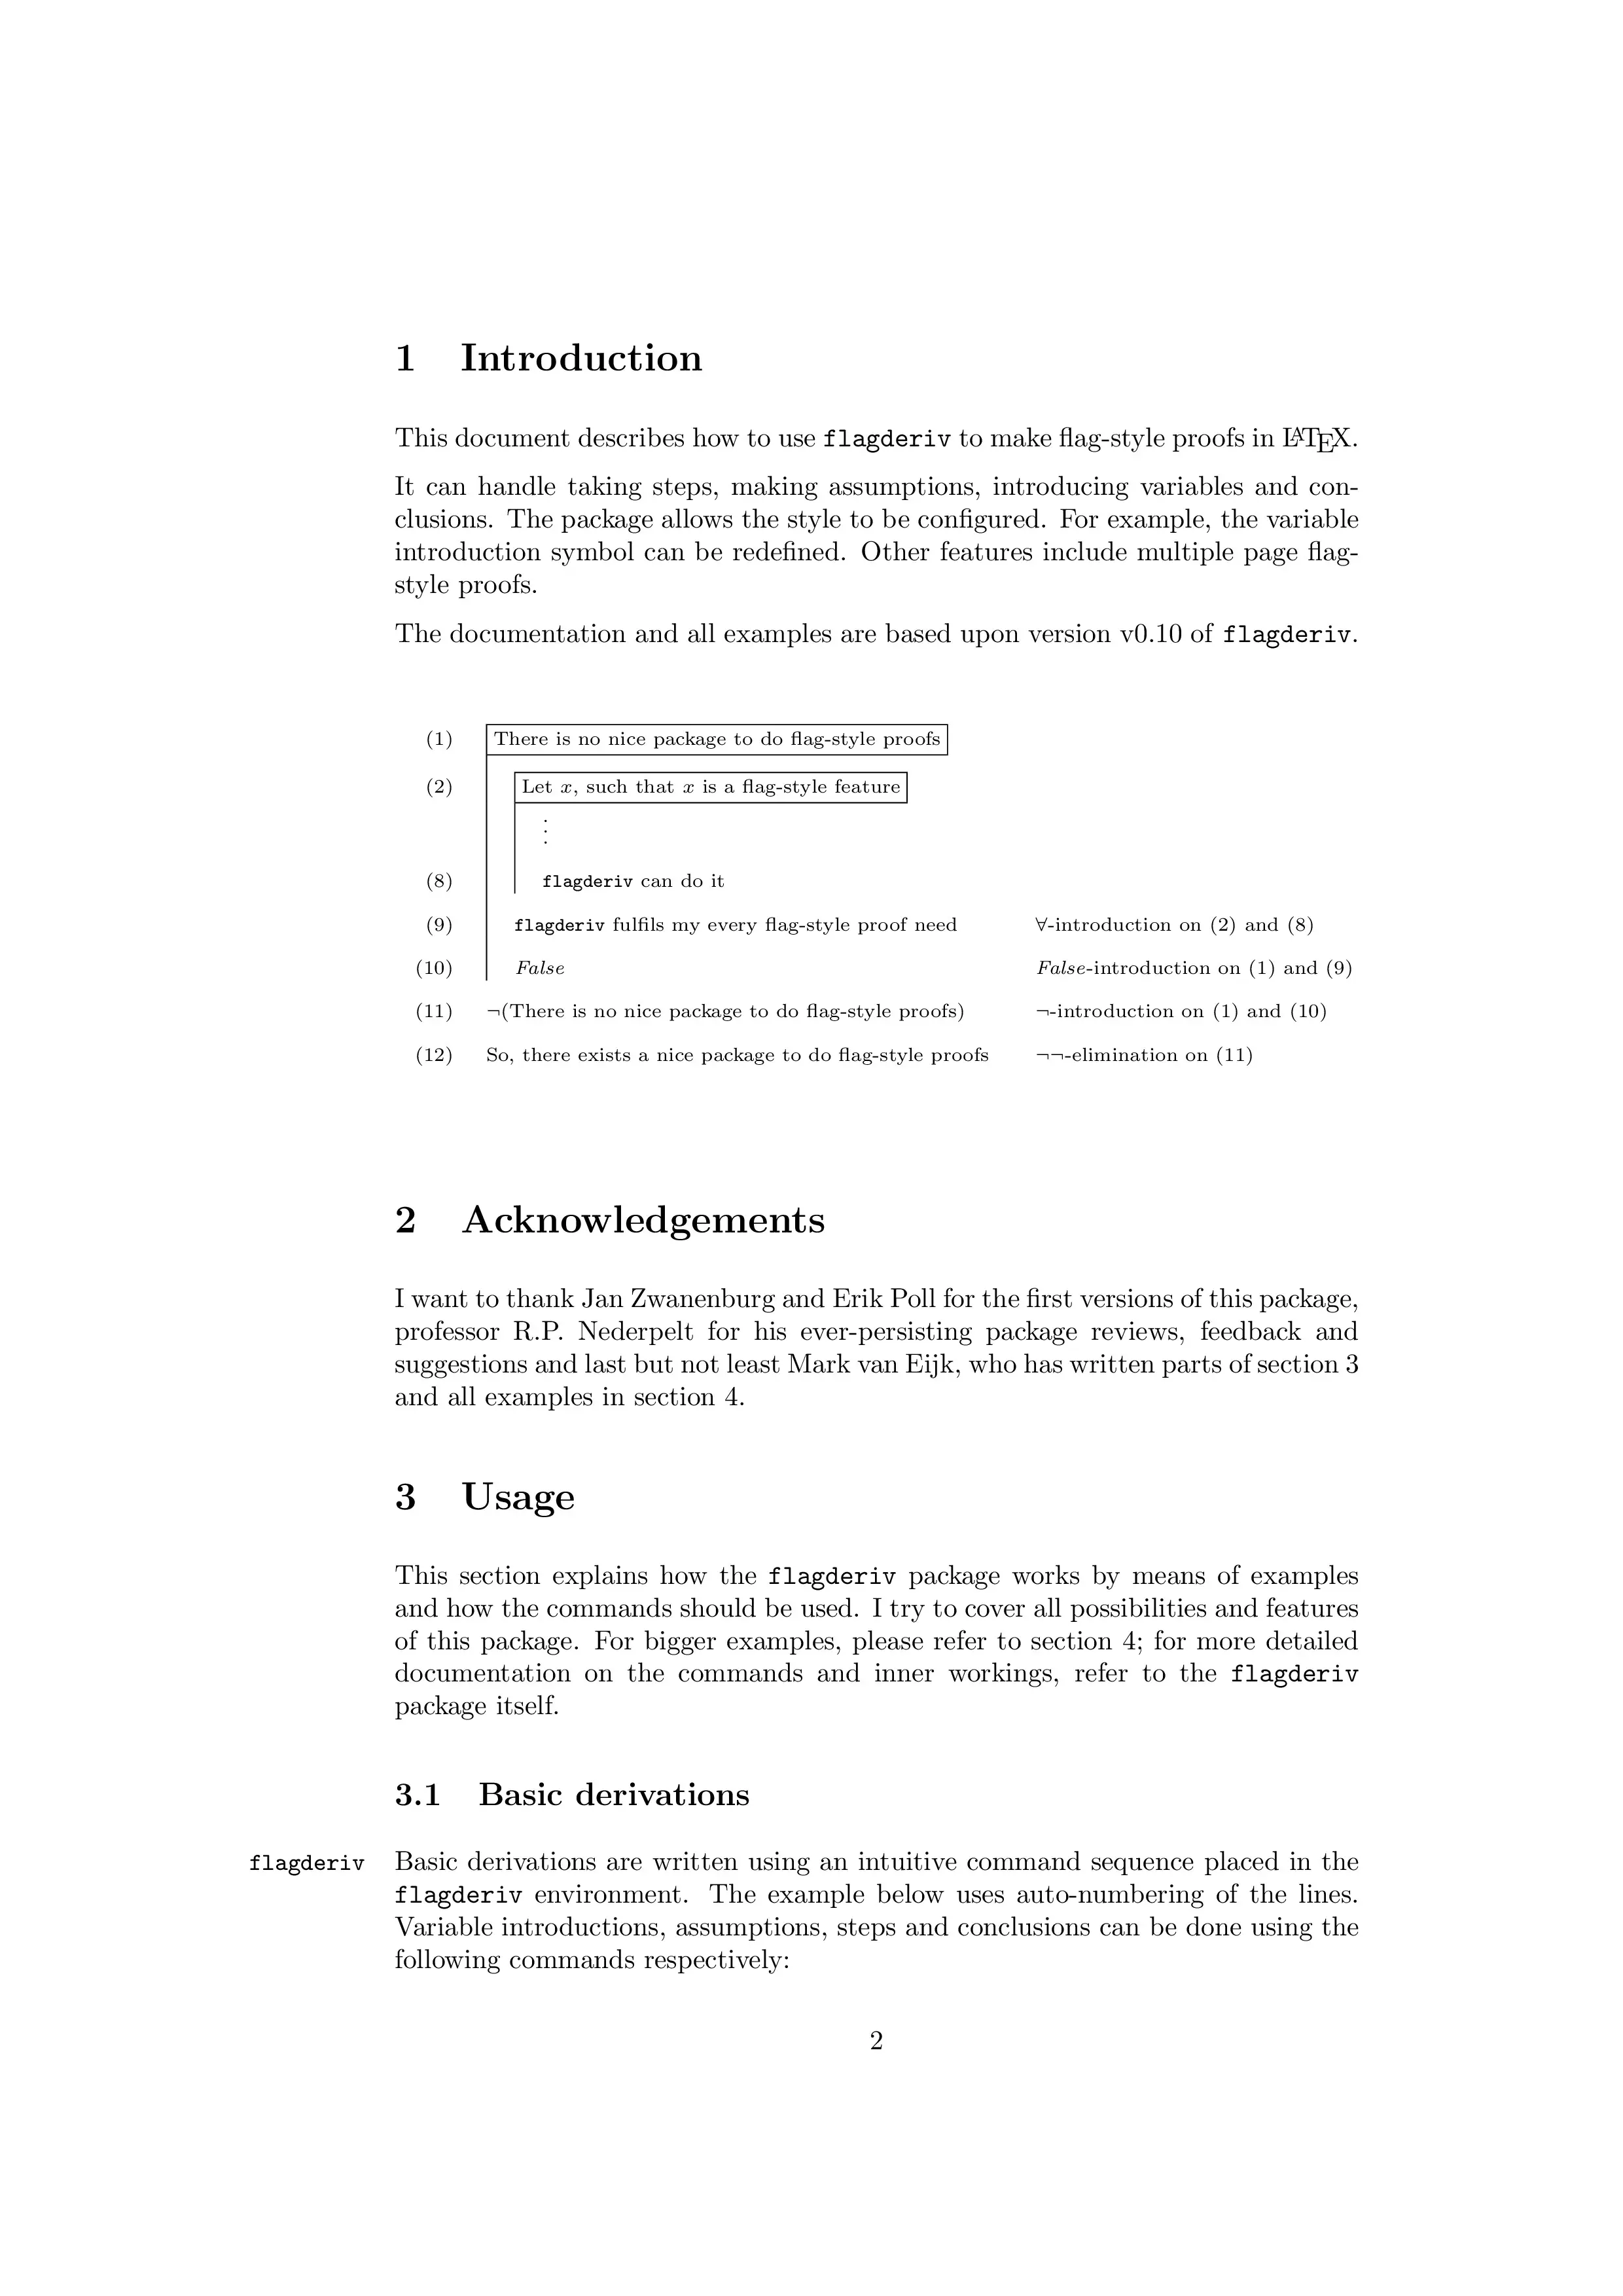 1 Introduction
This document describes how to use flagderiv to make flag-style proofs in LATEX.
It can handle taking steps, making assumptions, introducing variables and con-
clusions. The package allows the style to be configured. For example, the variable
introduction symbol can be redefined. Other features include multiple page flag-
style proofs.
The documentation and all examples are based upon version v0.10 of flagderiv.
(1) There is no nice package to do flag-style proofs
(2) Let x, such that x is a flag-style feature
⋮
(8) flagderiv can do it
(9) flagderiv fulfils my every flag-style proof need ∀-introduction on (2) and (8)
(10) False False-introduction on (1) and (9)
(11) ¬(There is no nice package to do flag-style proofs) ¬-introduction on (1) and (10)
(12) So, there exists a nice package to do flag-style proofs ¬¬-elimination on (11)
2 Acknowledgements
I want to thank Jan Zwanenburg and Erik Poll for the first versions of this package,
professor R.P. Nederpelt for his ever-persisting package reviews, feedback and
suggestions and last but not least Mark van Eijk, who has written parts of section 3
and all examples in section 4.
3 Usage
This section explains how the flagderiv package works by means of examples
and how the commands should be used. I try to cover all possibilities and features
of this package. For bigger examples, please refer to section 4; for more detailed
documentation on the commands and inner workings, refer to the flagderiv
package itself.
3.1 Basic derivations
flagderiv Basic derivations are written using an intuitive command sequence placed in the
flagderiv environment. The example below uses auto-numbering of the lines.
Variable introductions, assumptions, steps and conclusions can be done using the
following commands respectively:
2